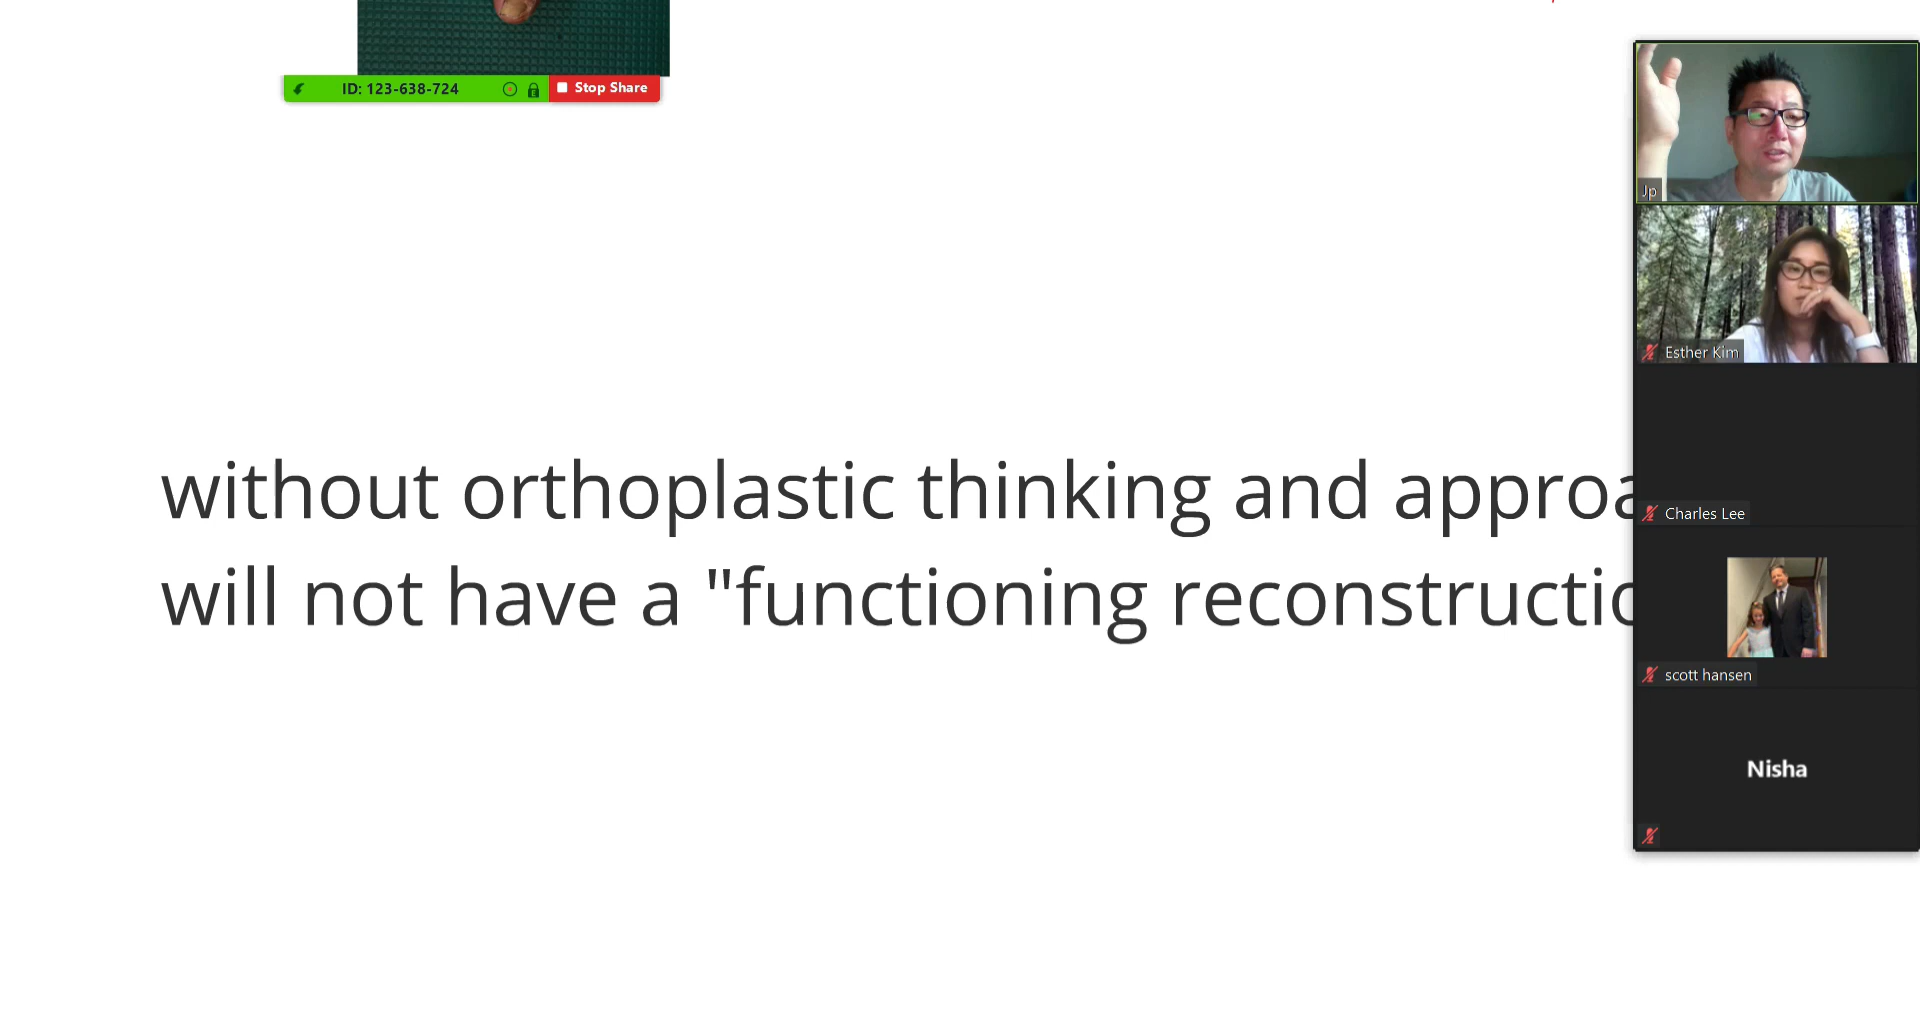 ID: 123-638-724
Stop Share
Jp
Esther Kim
without orthoplastic thinking and approa
will not have a "functioning reconstructio
Charles Lee
scott hansen
Nisha